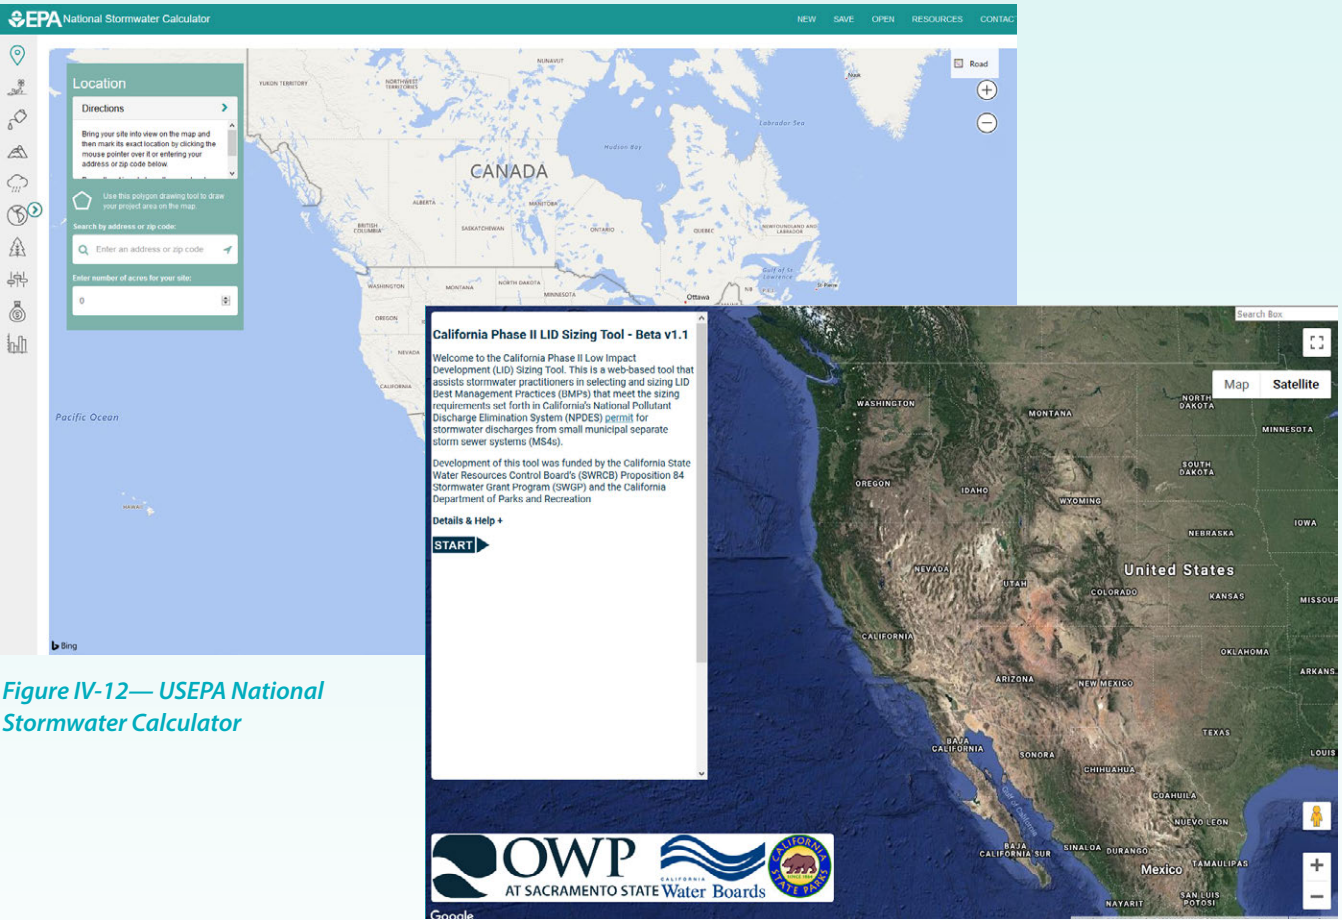 EPA National Stormwater Calculator
NEW SAVE OPEN RESOURCES CONTAC
Location
Directions
Bring your site into view on the map and
then mark its exact location by clicking the
mouse pointer over it or entering your
address or zip code below.
Use this polygon drawing tool to draw
your project area on the map.
Search by address or zip code:
Enter an address or zip code
Enter number of acres for your site:
0
Road
NUNAVUT
YUKON TERRITORY
NORTHWEST
TERRITORIES
Nuuk
Labrador Sea
Hudson Bay
CANADA
ALBERTA
MANITOBA
BRITISH
COLUMBIA
SASKATCHEWAN
ONTARIO
QUEBEC
NEWFOUNDLAND AND
LABRADOR
Gulf of St.
Lawrence
St-Pierre
WASHINGTON
MONTANA
NORTH DAKOTA
MINNESOTA
Ottawa
NB
P.E.I.
OREGON
NEVADA
CALIFORNIA
Pacific Ocean
HAWAII
Bing
Figure IV-12— USEPA National
Stormwater Calculator
California Phase II LID Sizing Tool - Beta v1.1
Welcome to the California Phase II Low Impact
Development (LID) Sizing Tool. This is a web-based tool that
assists stormwater practitioners in selecting and sizing LID
Best Management Practices (BMPs) that meet the sizing
requirements set forth in California's National Pollutant
Discharge Elimination System (NPDES) permit for
stormwater discharges from small municipal separate
storm sewer systems (MS4s).
Development of this tool was funded by the California State
Water Resources Control Board's (SWRCB) Proposition 84
Stormwater Grant Program (SWGP) and the California
Department of Parks and Recreation
Details & Help +
START
Search Box
Map Satellite
WASHINGTON
MONTANA
NORTH
DAKOTA
MINNESOTA
OREGON
IDAHO
SOUTH
DAKOTA
WYOMING
IOWA
NEBRASKA
NEVADA
UTAH
United States
COLORADO
KANSAS
MISSOUR
CALIFORNIA
OKLAHOMA
ARKANS
ARIZONA
NEW MEXICO
TEXAS
LOUIS
BAJA
CALIFORNIA
SONORA
CHIHUAHUA
Gulf of California
COAHUILA
NUEVO LEON
BAJA
CALIFORNIA SUR
SINALOA
DURANGO
TAMAULIPAS
Mexico
SAN LUIS
POTOSI
NAYARIT
OWP
AT SACRAMENTO STATE
CALIFORNIA
Water Boards
CALIFORNIA
SINCE 1864
STATE PARKS
Google